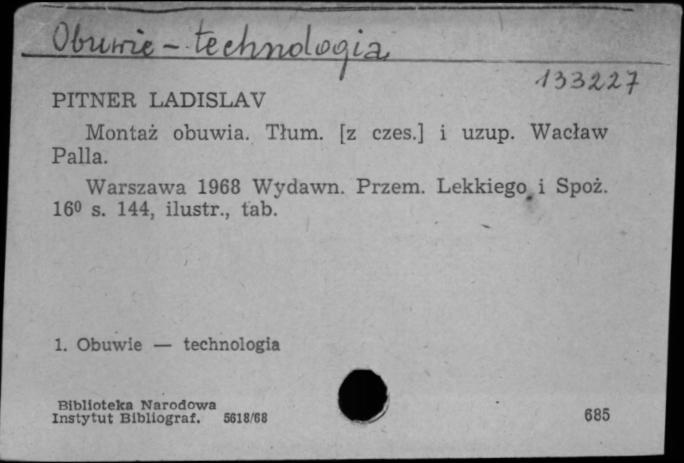 Obuwie – technologia
133227
PITNER LADISLAV
Montaż obuwia. Tłum. [z czes.] i uzup. Wacław
Palla.
Warszawa 1968 Wydawn. Przem. Lekkiego i Spoż.
16⁰ s. 144, ilustr., tab.
1. Obuwie — technologia
Biblioteka Narodowa
Instytut Bibliograf. 5618/68
685